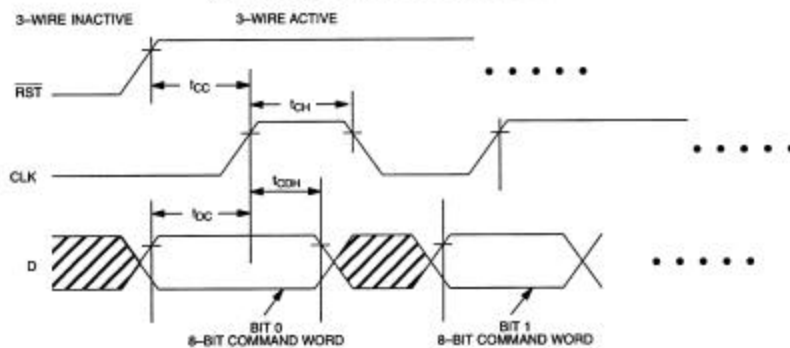 3–WIRE INACTIVE
3–WIRE ACTIVE
RST
tCC
tCH
CLK
tCDH
tDC
D
BIT 0
8–BIT COMMAND WORD
BIT 1
8–BIT COMMAND WORD